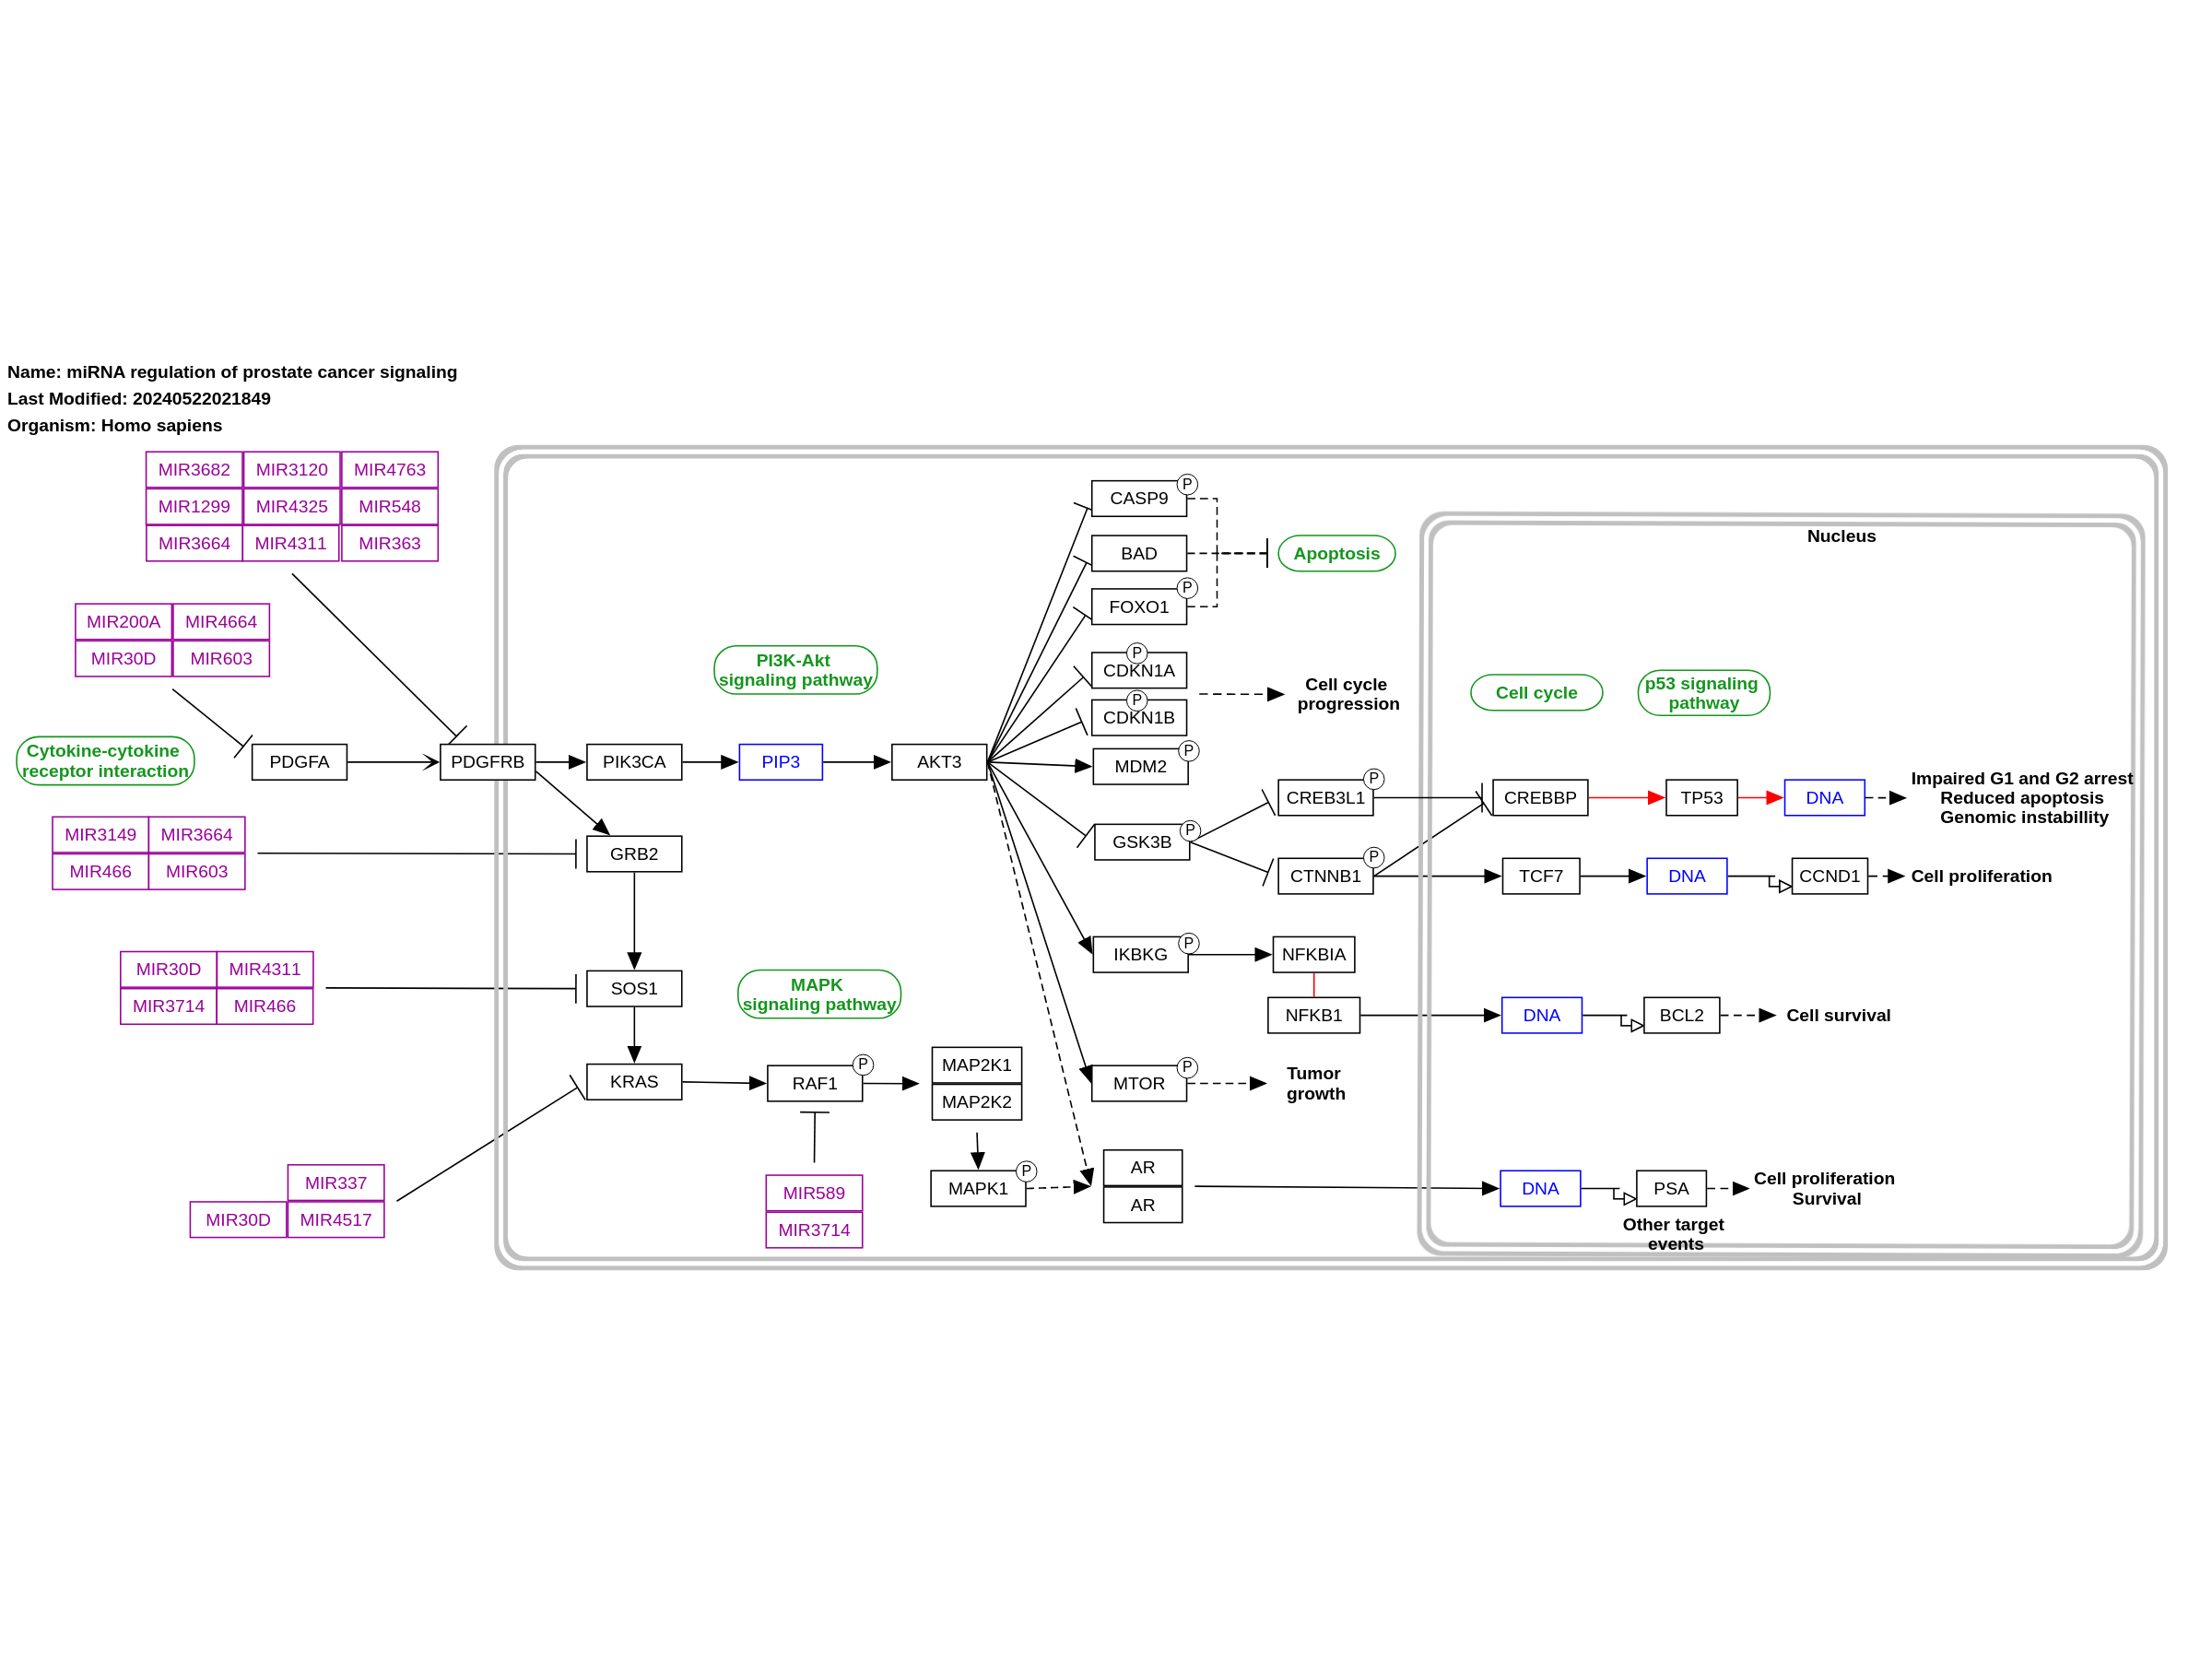 Name: miRNA regulation of prostate cancer signaling
Last Modified: 20240522021849
Organism: Homo sapiens
MIR3682 MIR3120 MIR4763
MIR1299 MIR4325 MIR548
MIR3664 MIR4311 MIR363
MIR200A MIR4664
MIR30D MIR603
Cytokine-cytokine
receptor interaction
PDGFA
PDGFRB
PIK3CA
PIP3
AKT3
PI3K-Akt
signaling pathway
MIR3149 MIR3664
MIR466 MIR603
GRB2
MIR30D MIR4311
MIR3714 MIR466
SOS1
MAPK
signaling pathway
KRAS
RAF1
P
MAP2K1
MAP2K2
MIR337
MIR30D MIR4517
MIR589
MIR3714
MAPK1
P
CASP9
P
BAD
FOXO1
P
Apoptosis
CDKN1A
P
CDKN1B
P
Cell cycle
progression
MDM2
P
GSK3B
P
CREB3L1
P
CTNNB1
P
IKBKG
P
NFKBIA
NFKB1
MTOR
P
Tumor
growth
AR
AR
Nucleus
Cell cycle
p53 signaling
pathway
CREBBP
TP53
DNA
Impaired G1 and G2 arrest
Reduced apoptosis
Genomic instabillity
TCF7
DNA
CCND1
Cell proliferation
DNA
BCL2
Cell survival
DNA
PSA
Cell proliferation
Survival
Other target
events